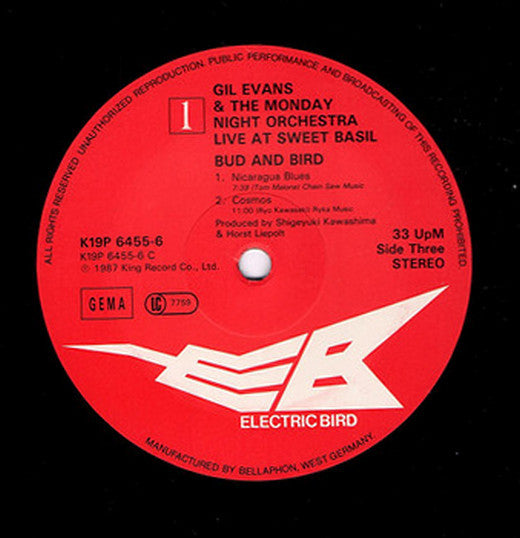 ALL RIGHTS RESERVED. UNAUTHORIZED REPRODUCTION. PUBLIC PERFORMANCE AND BROADCASTING OF THIS RECORDING PROHIBITED.
1
GIL EVANS
& THE MONDAY
NIGHT ORCHESTRA
LIVE AT SWEET BASIL
BUD AND BIRD
1. Nicaragua Blues
7:39 (Tom Malone) Chain Saw Music
2. Cosmos
11:00 (Ryo Kawasaki) Ryka Music
Produced by Shigeyuki Kawashima
& Horst Liepolt
K19P 6455-6
K19P 6455-6 C
℗ 1987 King Record Co., Ltd.
33 UpM
Side Three
STEREO
GEMA
LC 7759
EB
ELECTRIC BIRD
MANUFACTURED BY BELLAPHON, WEST GERMANY.